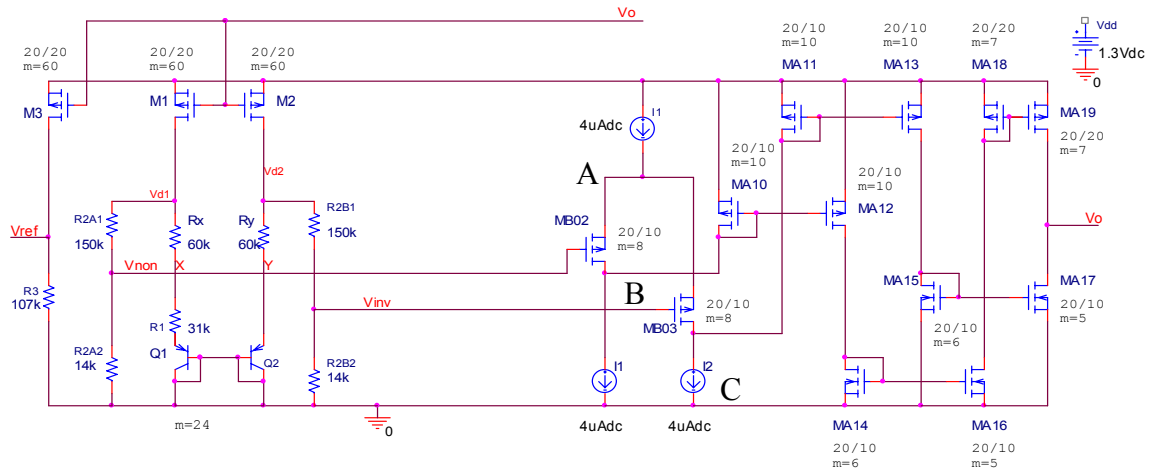 Vo
20/20
m=60
20/20
m=60
20/20
m=60
M3
M1
M2
Vd1
Vd2
R2A1
150k
Rx
60k
Ry
60k
R2B1
150k
Vref
Vnon
X
Y
R3
107k
R1
31k
Q1
Q2
R2A2
14k
R2B2
14k
m=24
0
Vinv
I1
4uAdc
A
MB02
20/10
m=8
B
MB03
20/10
m=8
I1
4uAdc
I2
4uAdc
C
20/10
m=10
MA11
20/10
m=10
MA13
20/20
m=7
MA18
Vdd
1.3Vdc
0
MA19
20/20
m=7
20/10
m=10
MA10
20/10
m=10
MA12
Vo
MA15
20/10
m=6
MA17
20/10
m=5
MA14
20/10
m=6
MA16
20/10
m=5